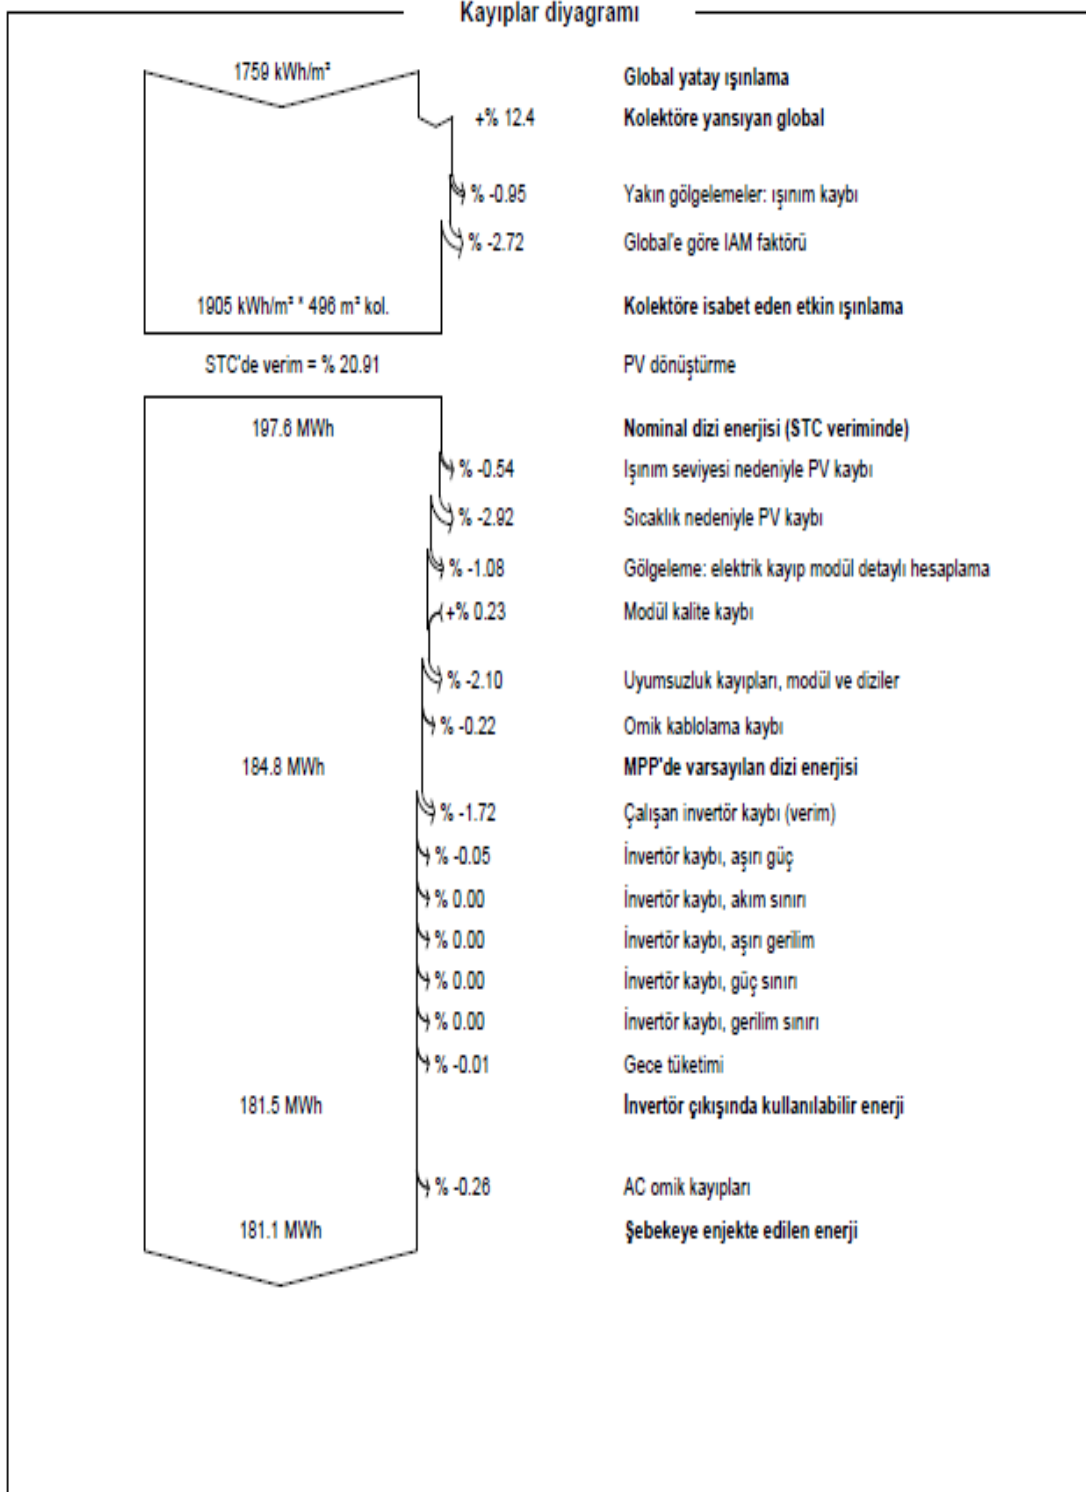 Kayıplar diyagramı
1759 kWh/m² Global yatay ışınlama
+% 12.4 Kolektöre yansıyan global
% -0.95 Yakın gölgelemeler: ışınım kaybı
% -2.72 Global'e göre IAM faktörü
1905 kWh/m² * 496 m² kol. Kolektöre isabet eden etkin ışınlama
STC'de verim = % 20.91 PV dönüştürme
197.6 MWh Nominal dizi enerjisi (STC veriminde)
% -0.54 Işınım seviyesi nedeniyle PV kaybı
% -2.92 Sıcaklık nedeniyle PV kaybı
% -1.08 Gölgeleme: elektrik kayıp modül detaylı hesaplama
+% 0.23 Modül kalite kaybı
% -2.10 Uyumsuzluk kayıpları, modül ve diziler
% -0.22 Omik kablolama kaybı
184.8 MWh MPP'de varsayılan dizi enerjisi
% -1.72 Çalışan invertör kaybı (verim)
% -0.05 İnvertör kaybı, aşırı güç
% 0.00 İnvertör kaybı, akım sınırı
% 0.00 İnvertör kaybı, aşırı gerilim
% 0.00 İnvertör kaybı, güç sınırı
% 0.00 İnvertör kaybı, gerilim sınırı
% -0.01 Gece tüketimi
181.5 MWh İnvertör çıkışında kullanılabilir enerji
% -0.26 AC omik kayıpları
181.1 MWh Şebekeye enjekte edilen enerji